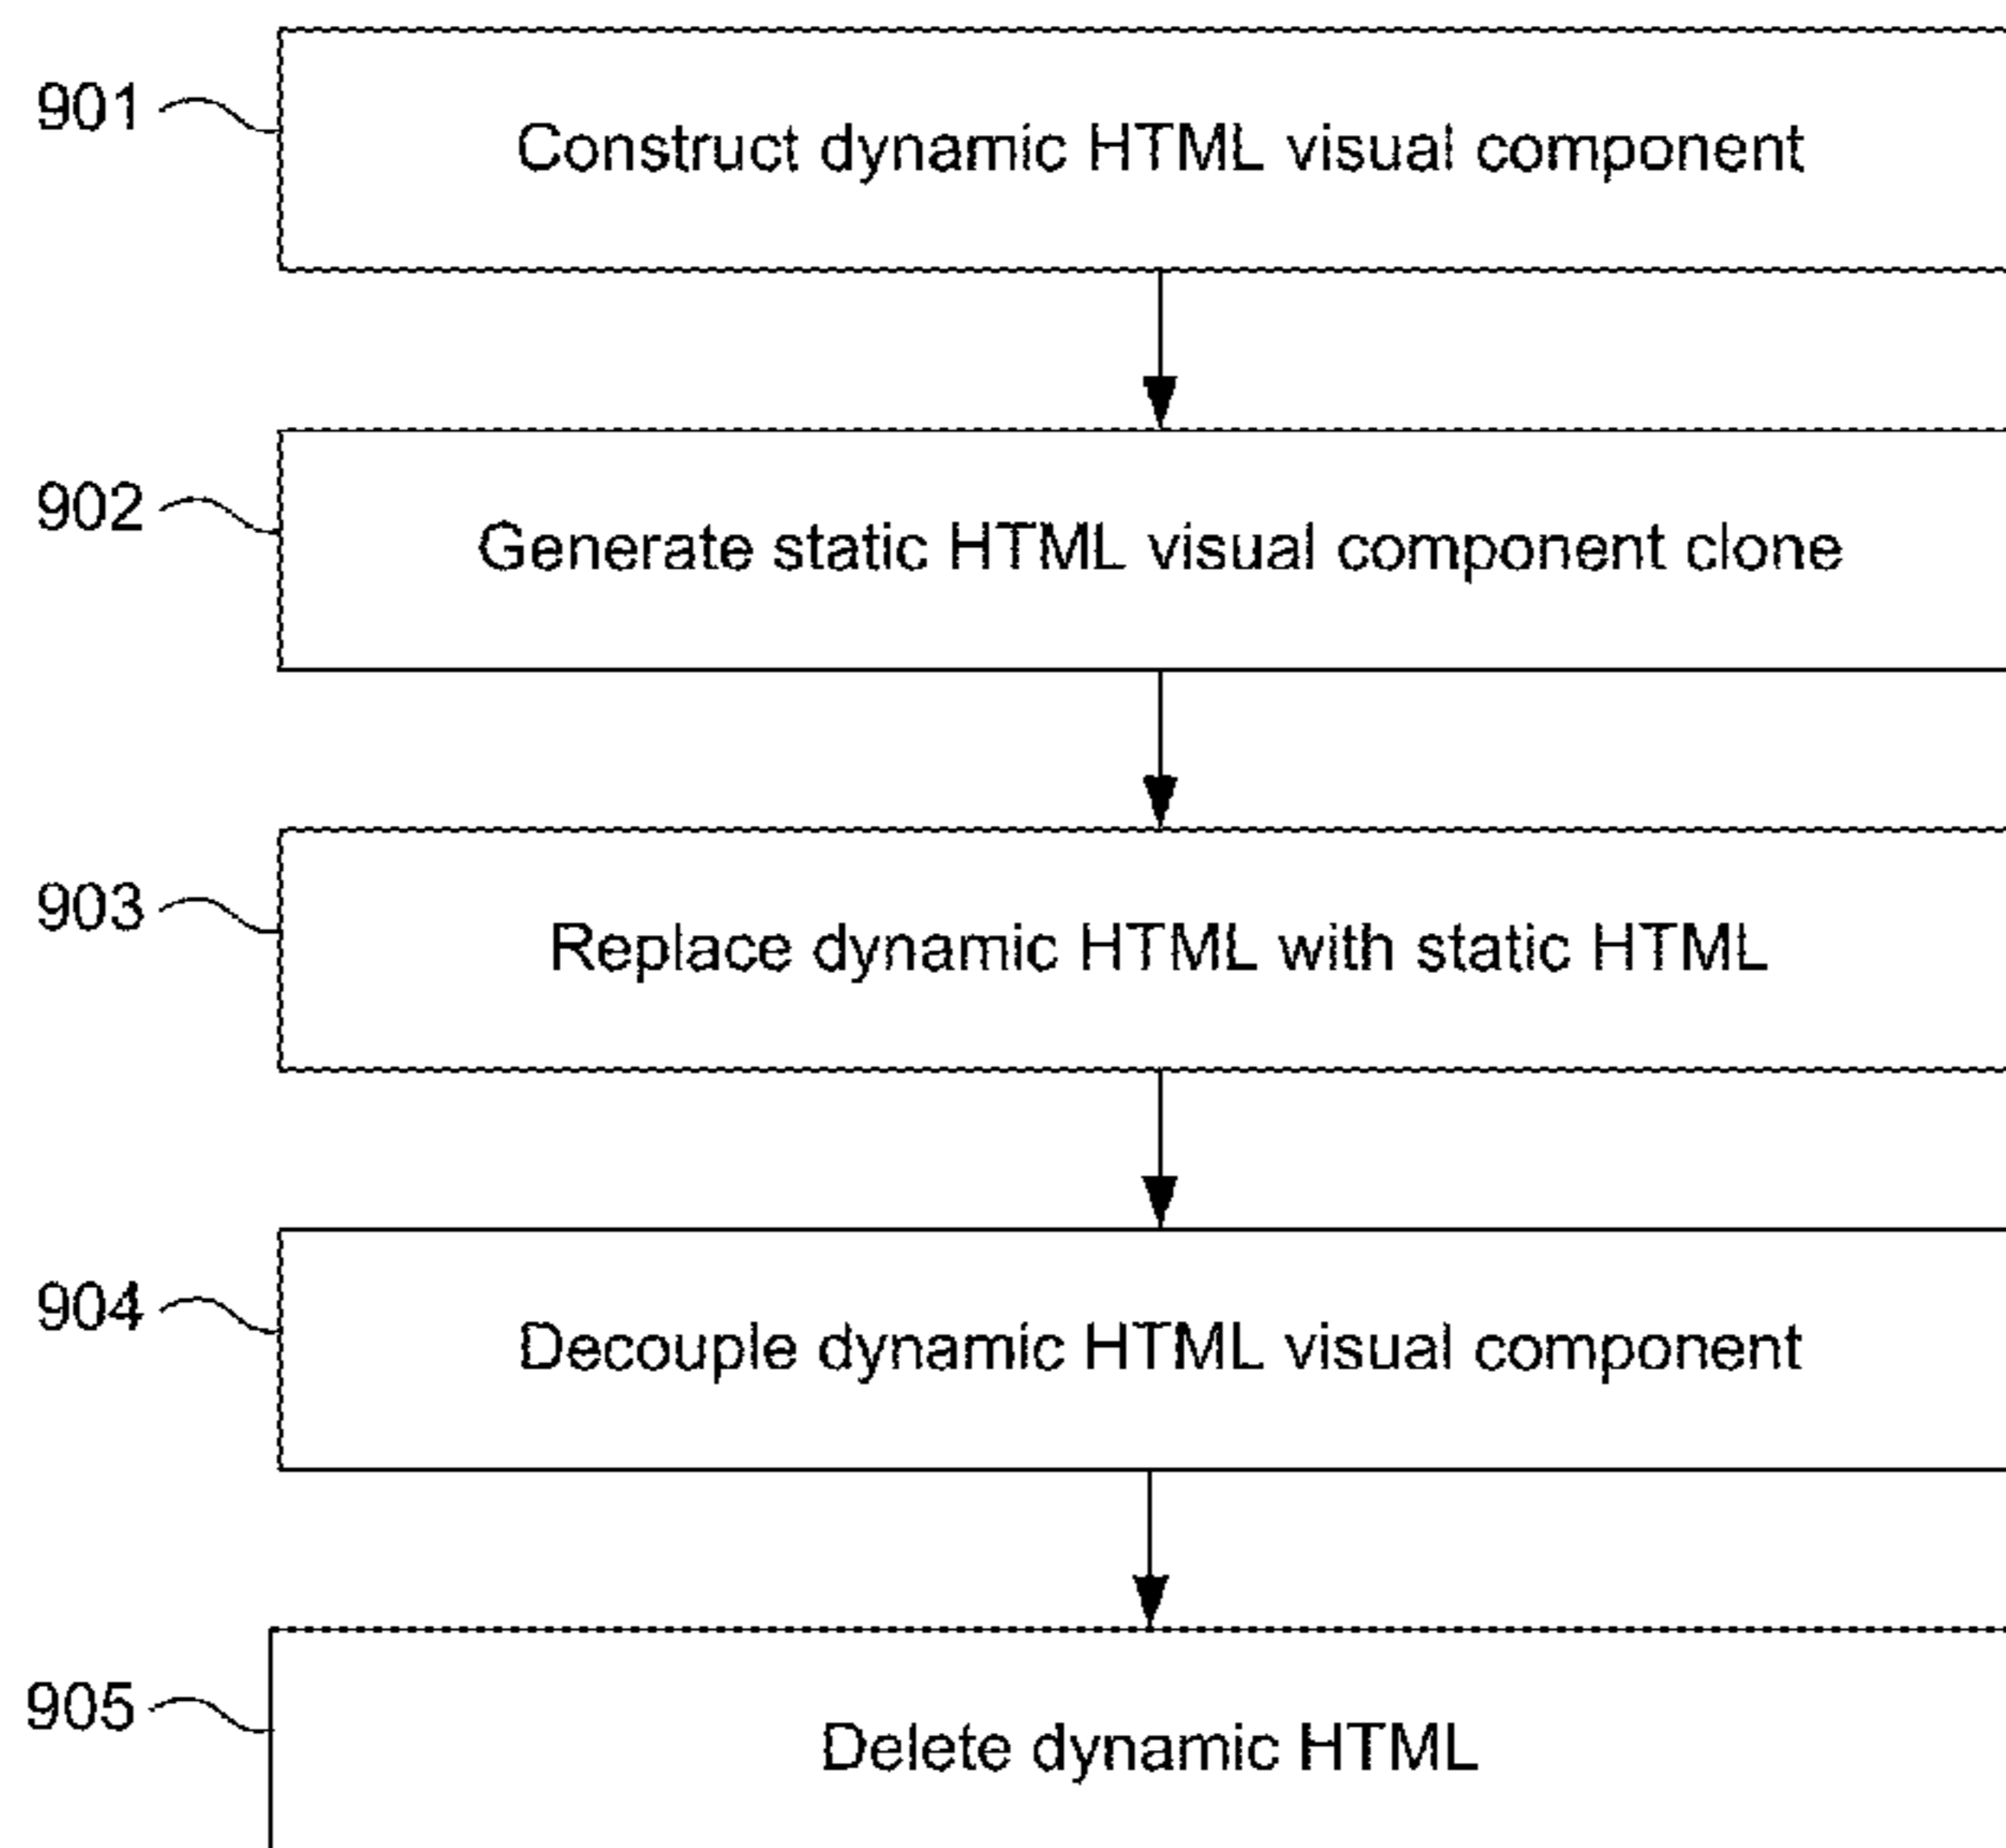 901
Construct dynamic HTML visual component
902
Generate static HTML visual component clone
903
Replace dynamic HTML with static HTML
904
Decouple dynamic HTML visual component
905
Delete dynamic HTML